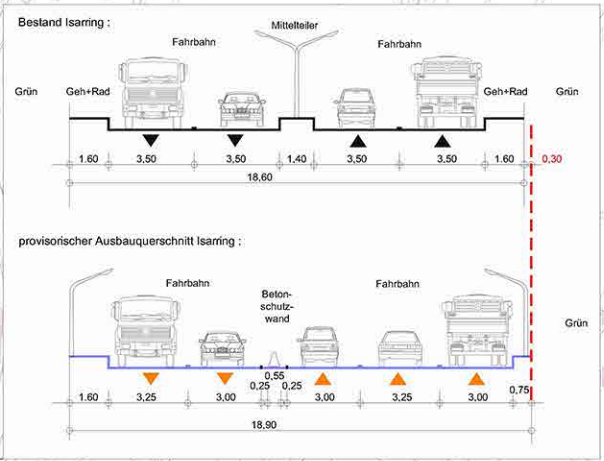 Bestand Isarring :
Mittelteiler
Fahrbahn
Fahrbahn
Grün
Geh+Rad
Geh+Rad
Grün
1.60
3,50
3,50
1,40
3,50
3,50
1.60
0,30
18,60
provisorischer Ausbauquerschnitt Isarring :
Fahrbahn
Beton-
schutz-
wand
Fahrbahn
Grün
0,55
0,25
0,25
0,75
1.60
3,25
3,00
3,00
3,25
3,00
18,90